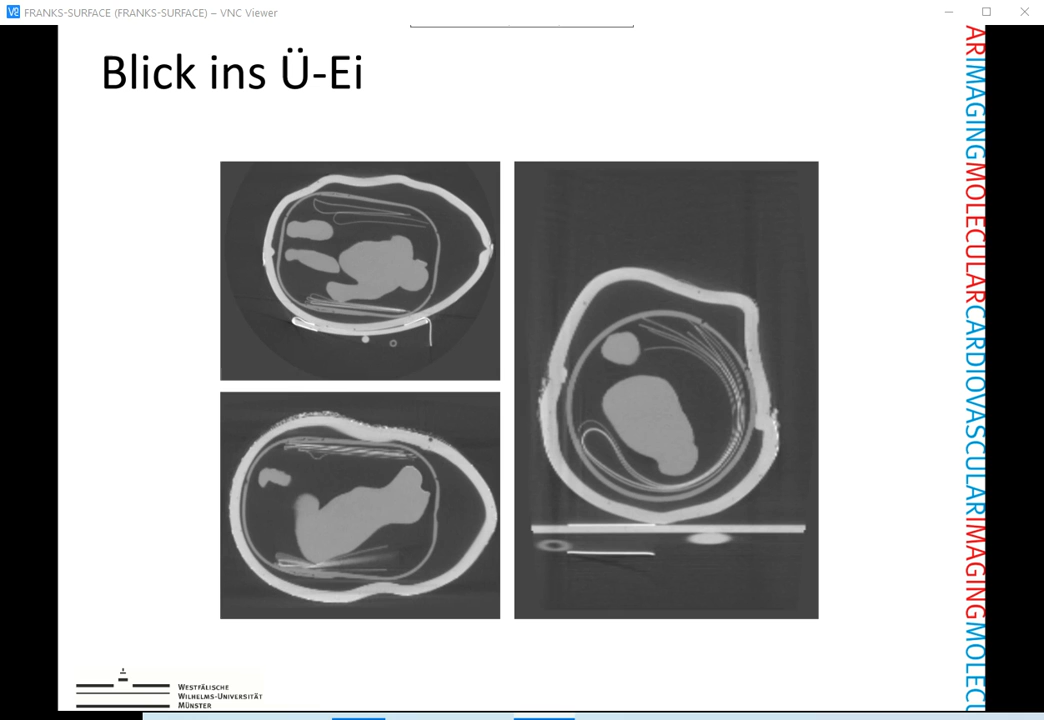 FRANKS-SURFACE (FRANKS-SURFACE) – VNC Viewer
Blick ins Ü-Ei
ARIMAGINGMOLECULARCARDIOVASCULARIMAGINGMOLECU
WESTFÄLISCHE
WILHELMS-UNIVERSITÄT
MÜNSTER